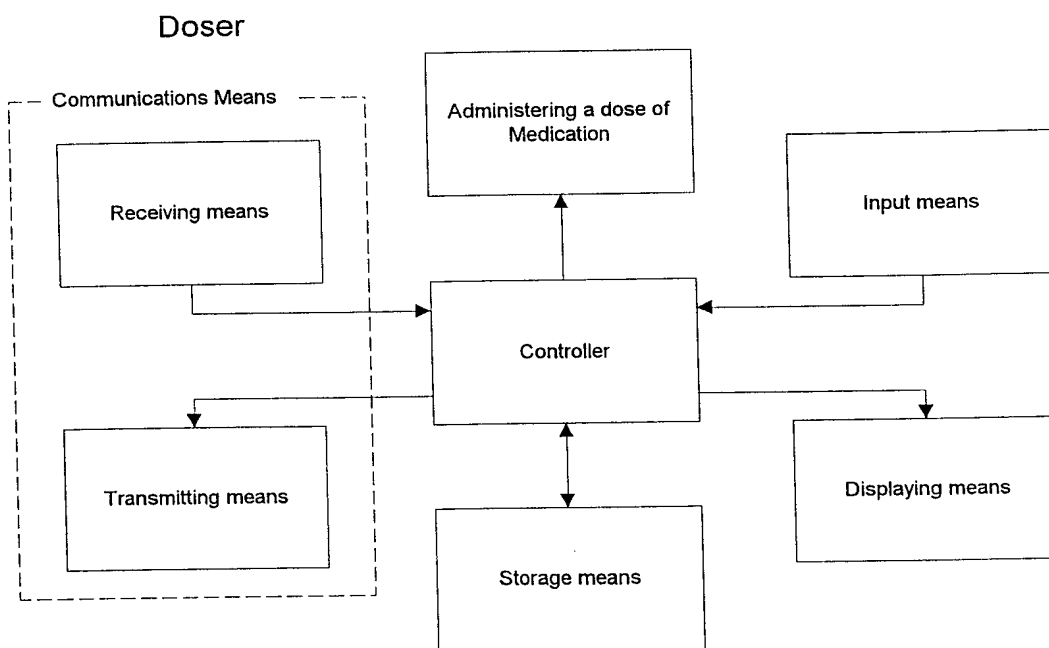 Doser
Communications Means
Administering a dose of
Medication
Receiving means
Input means
Controller
Transmitting means
Displaying means
Storage means